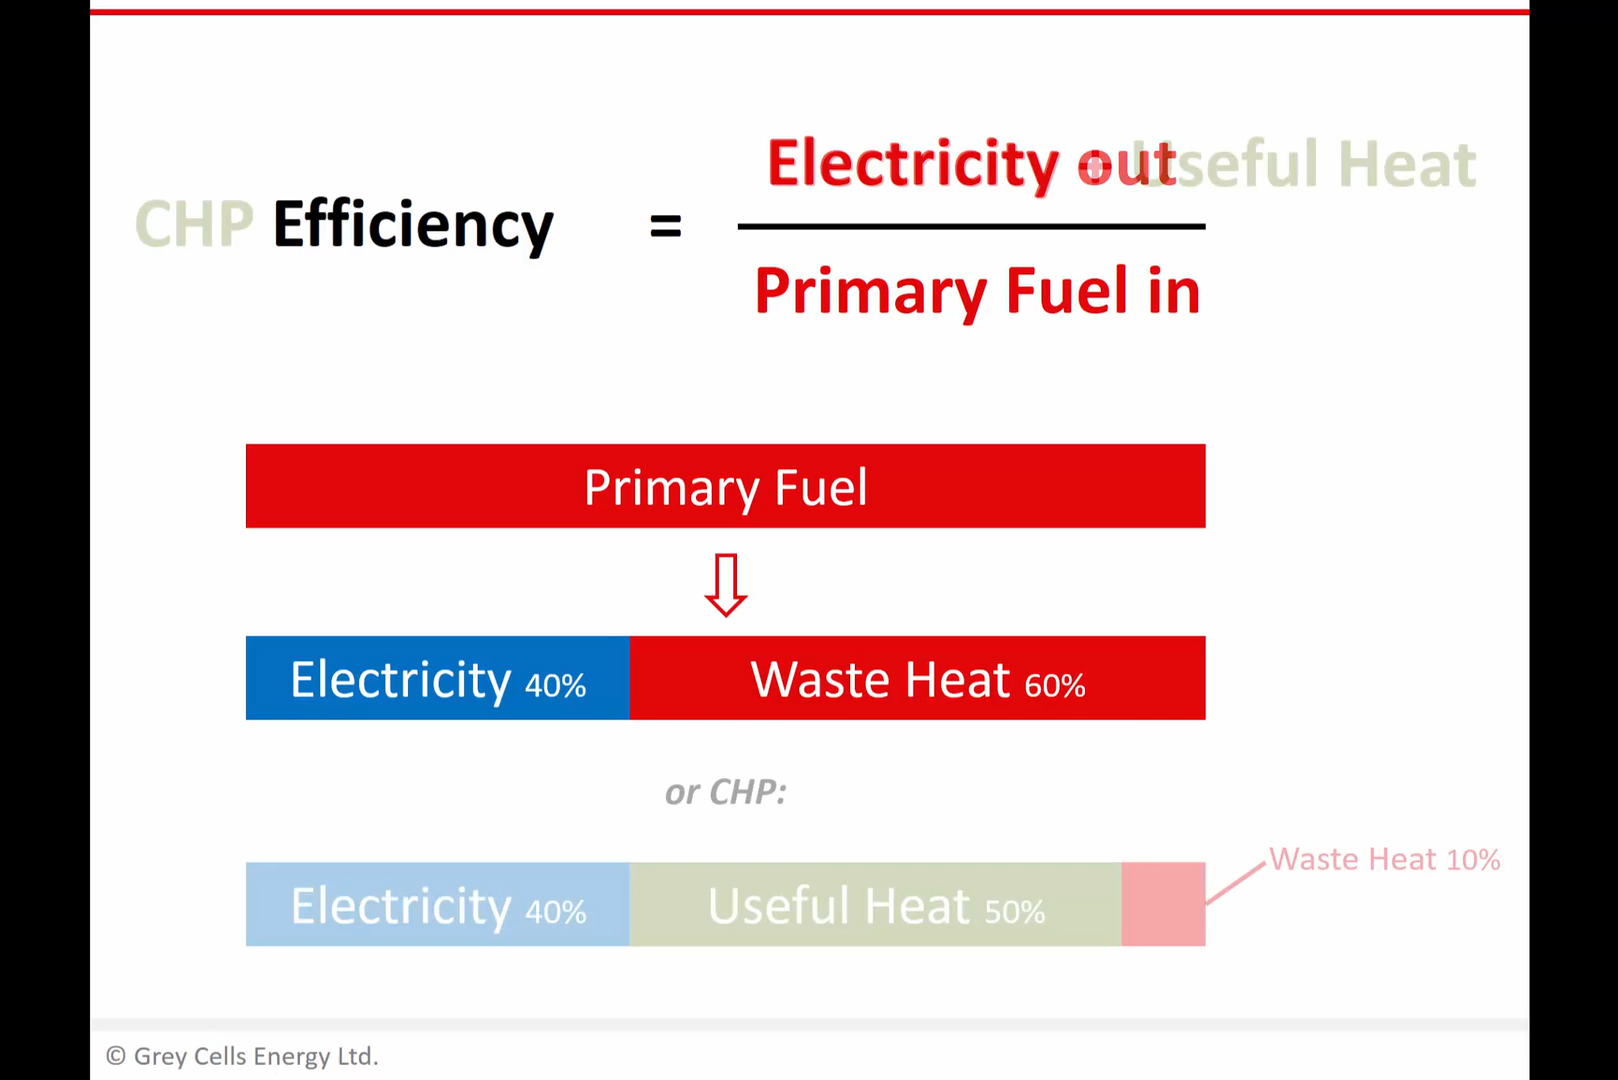 Electricity out + Useful Heat
CHP Efficiency =
Primary Fuel in
Primary Fuel
Electricity 40% Waste Heat 60%
or CHP:
Waste Heat 10%
Electricity 40% Useful Heat 50%
© Grey Cells Energy Ltd.